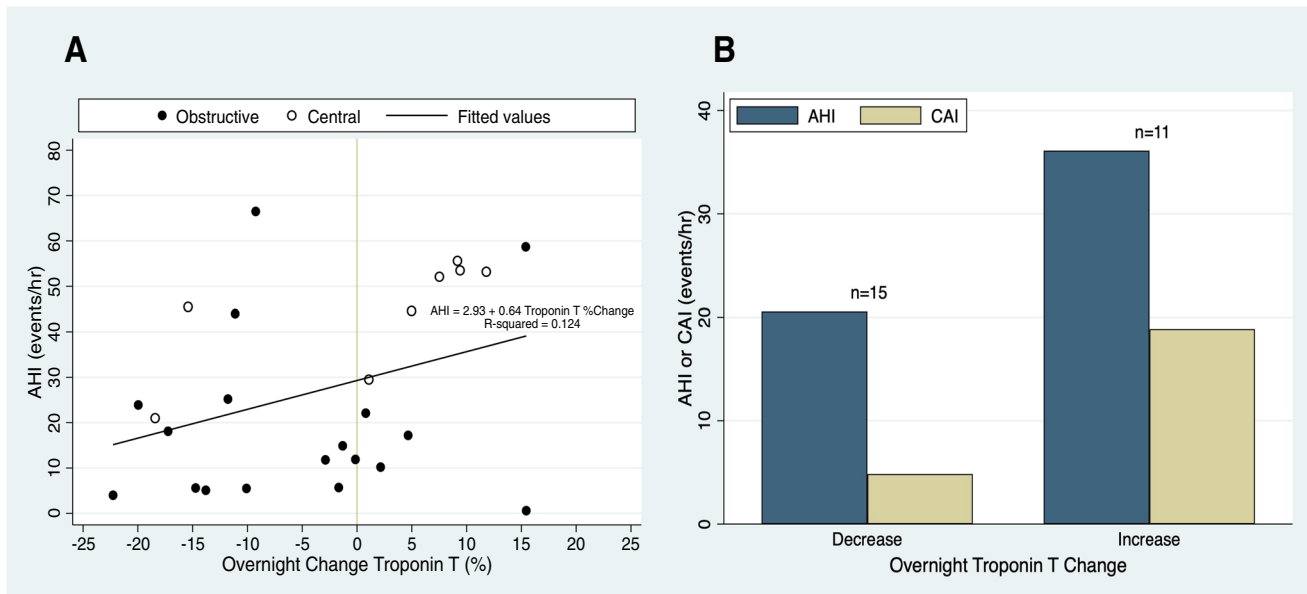 A
Obstructive Central Fitted values
AHI (events/hr)
80
70
60
50
40
30
20
10
0
AHI = 2.93 + 0.64 Troponin T %Change
R-squared = 0.124
-25 -20 -15 -10 -5 0 5 10 15 20 25
Overnight Change Troponin T (%)
B
AHI CAI
AHI or CAI (events/hr)
40
30
20
10
0
n=15
n=11
Decrease Increase
Overnight Troponin T Change